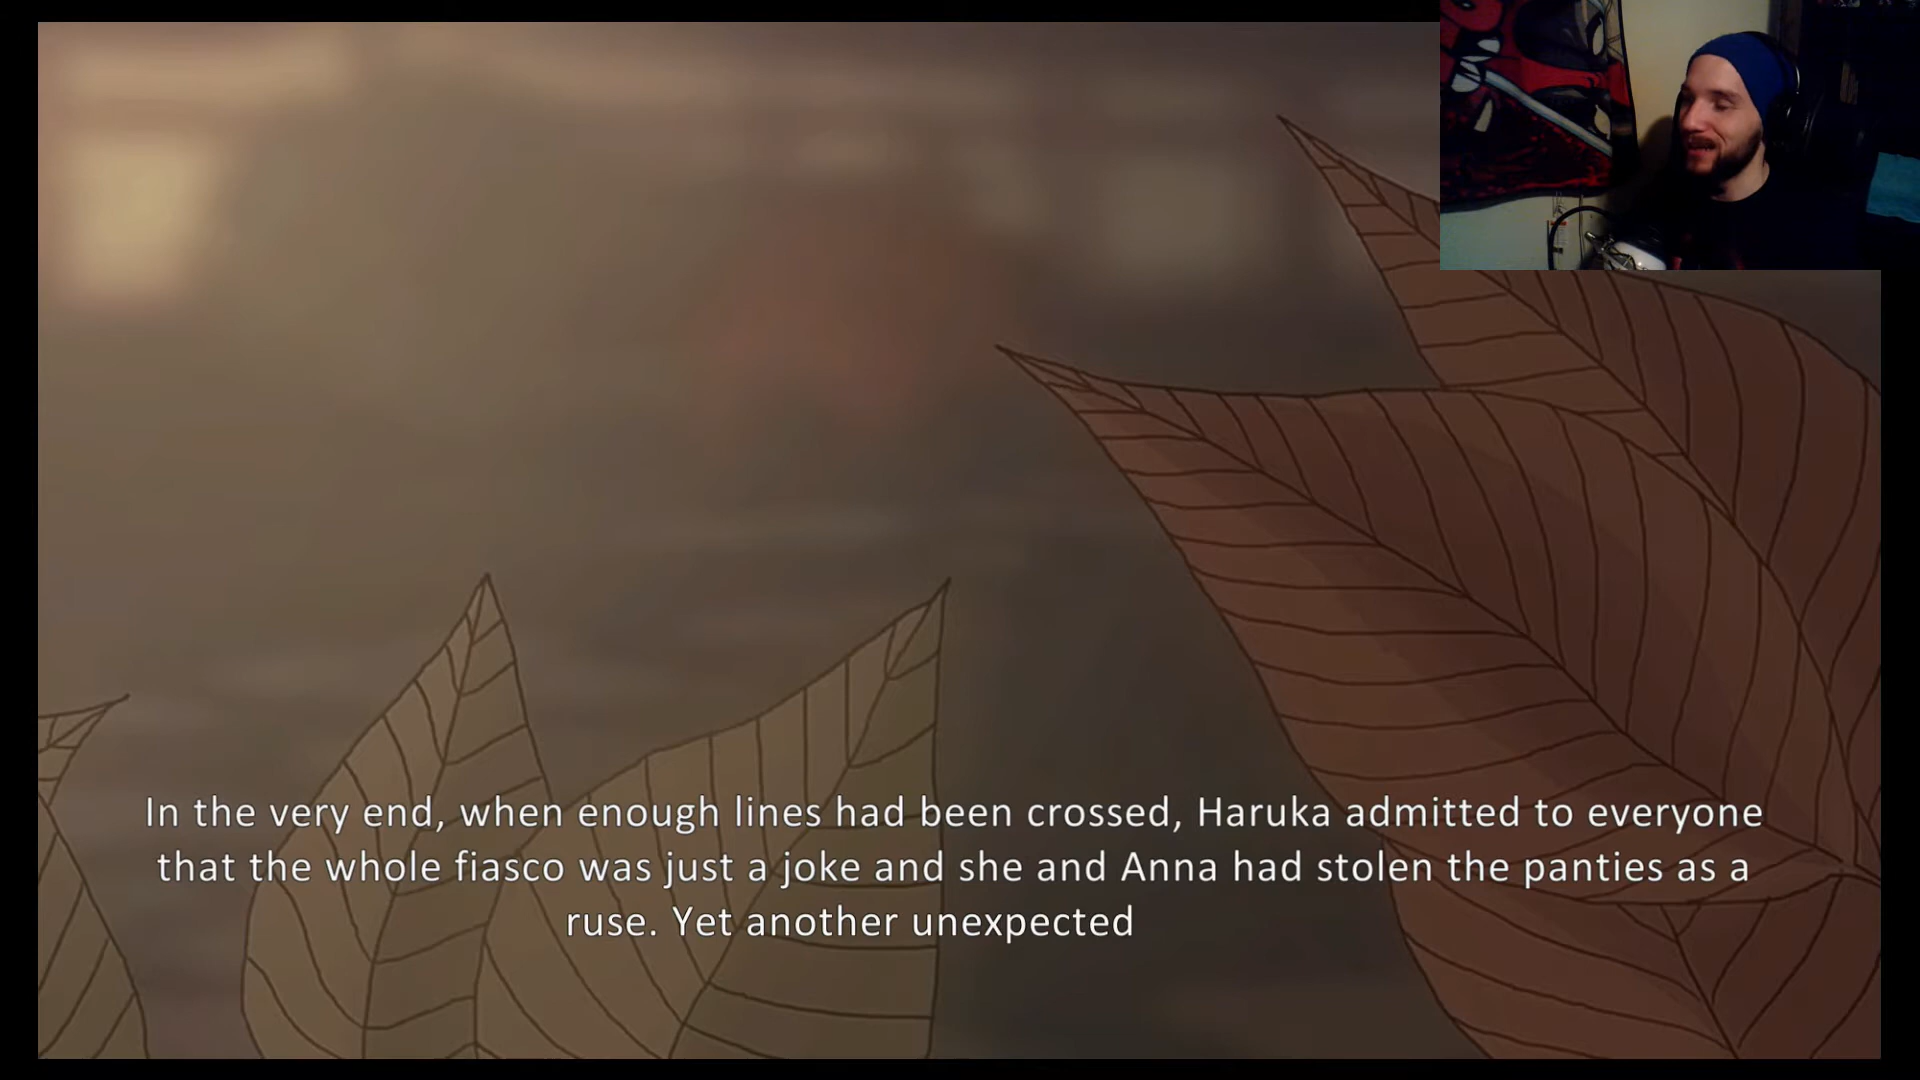 In the very end, when enough lines had been crossed, Haruka admitted to everyone
that the whole fiasco was just a joke and she and Anna had stolen the panties as a
ruse. Yet another unexpected